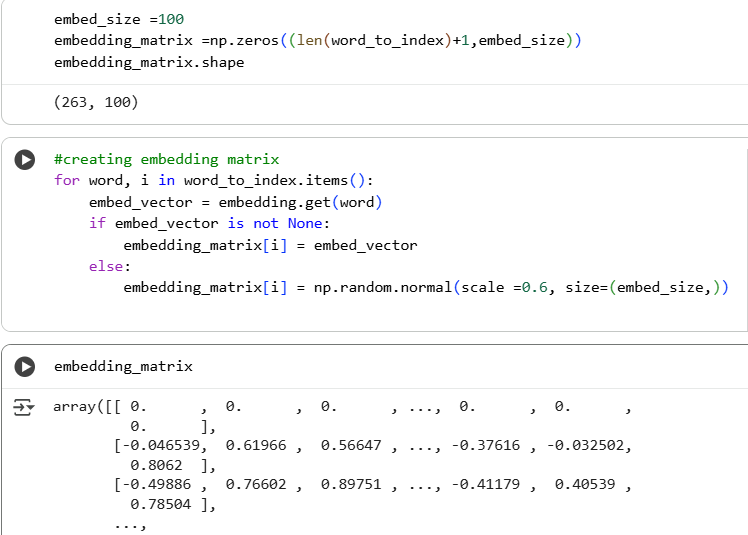 embed_size =100
embedding_matrix =np.zeros((len(word_to_index)+1,embed_size))
embedding_matrix.shape
(263, 100)
#creating embedding matrix
for word, i in word_to_index.items():
    embed_vector = embedding.get(word)
    if embed_vector is not None:
        embedding_matrix[i] = embed_vector
    else:
        embedding_matrix[i] = np.random.normal(scale =0.6, size=(embed_size,))
embedding_matrix
array([[ 0.      ,  0.      ,  0.      , ...,  0.      ,  0.      ,
         0.      ],
       [-0.046539,  0.61966 ,  0.56647 , ..., -0.37616 , -0.032502,
         0.8062  ],
       [-0.49886 ,  0.76602 ,  0.89751 , ..., -0.41179 ,  0.40539 ,
         0.78504 ],
       ...,